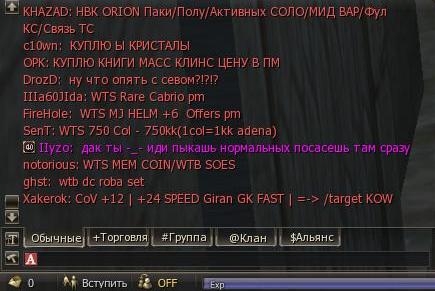 KHAZAD: НВК ORION Паки/Полу/Активных СОЛО/МИД ВАР/Фул
КС/Связь ТС
c10wn: КУПЛЮ Ы КРИСТАЛЫ
ОРК: КУПЛЮ КНИГИ МАСС КЛИНС ЦЕНУ В ПМ
DrozD: ну что опять с севом?!?!?
IIIa60JIda: WTS Rare Cabrio pm
FireHole: WTS MJ HELM +6 Offers pm
SenT: WTS 750 Col - 750kk(1col=1kk adena)
IIyzo: дак ты -_- иди пыкашь нормальных посасешь там сразу
notorious: WTS MEM COIN/WTB SOES
ghst: wtb dc roba set
Xakerok: CoV +12 | +24 SPEED Giran GK FAST | =-> /target KOW
Обычные +Торговля #Группа @Клан $Альянс
A
0 Вступить OFF Exp